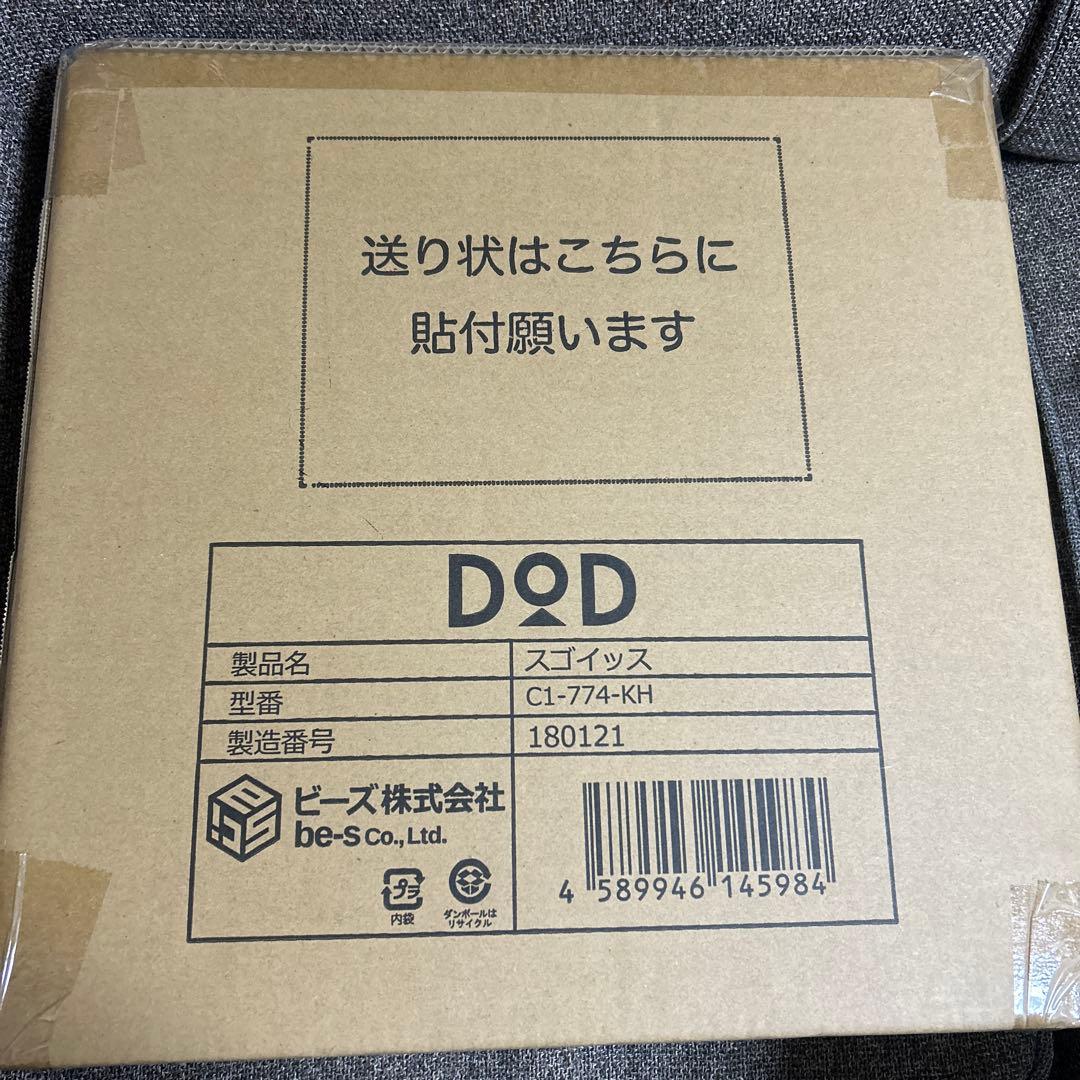 送り状はこちらに
貼付願います
DOD
製品名 スゴイッス
型番 C1-774-KH
製造番号 180121
ビーズ株式会社
be-s Co., Ltd.
プラ
内袋
ダンボールは
リサイクル
4 589946 145984